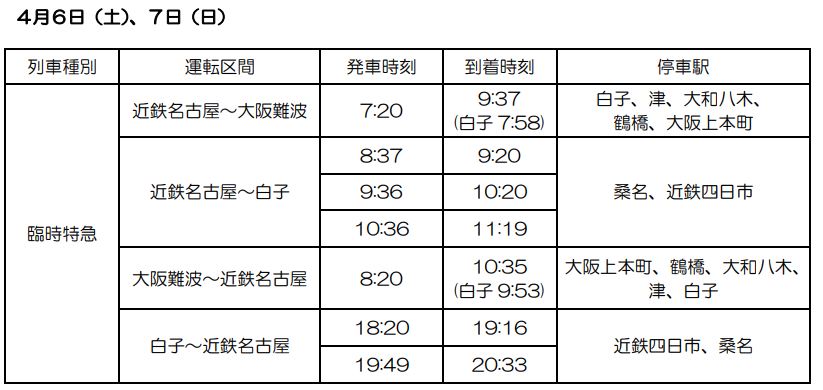 4月6日（土）、7日（日）
列車種別 運転区間 発車時刻 到着時刻 停車駅
臨時特急
近鉄名古屋～大阪難波 7:20
9:37
(白子 7:58)
白子、津、大和八木、
鶴橋、大阪上本町
近鉄名古屋～白子
8:37 9:20
9:36 10:20
10:36 11:19
桑名、近鉄四日市
大阪難波～近鉄名古屋 8:20
10:35
(白子 9:53)
大阪上本町、鶴橋、大和八木、
津、白子
白子～近鉄名古屋
18:20 19:16
19:49 20:33
近鉄四日市、桑名